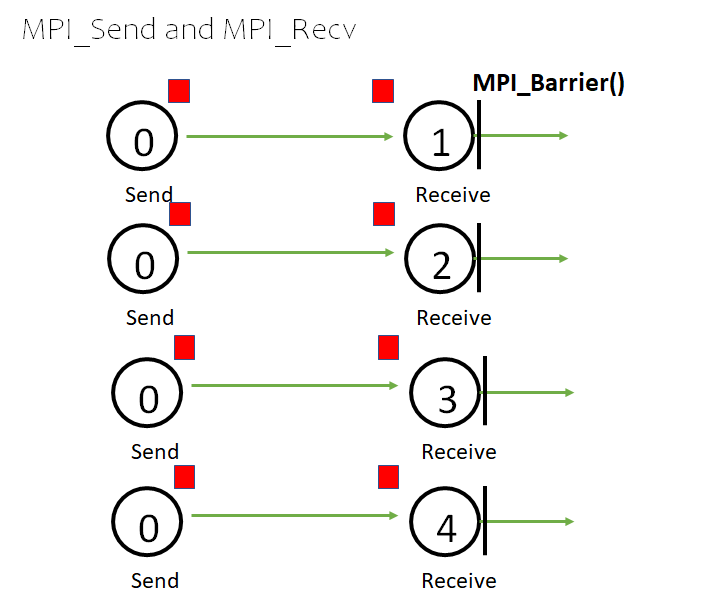 MPI_Send and MPI_Recv
MPI_Barrier()
0 1
Send Receive
0 2
Send Receive
0 3
Send Receive
0 4
Send Receive